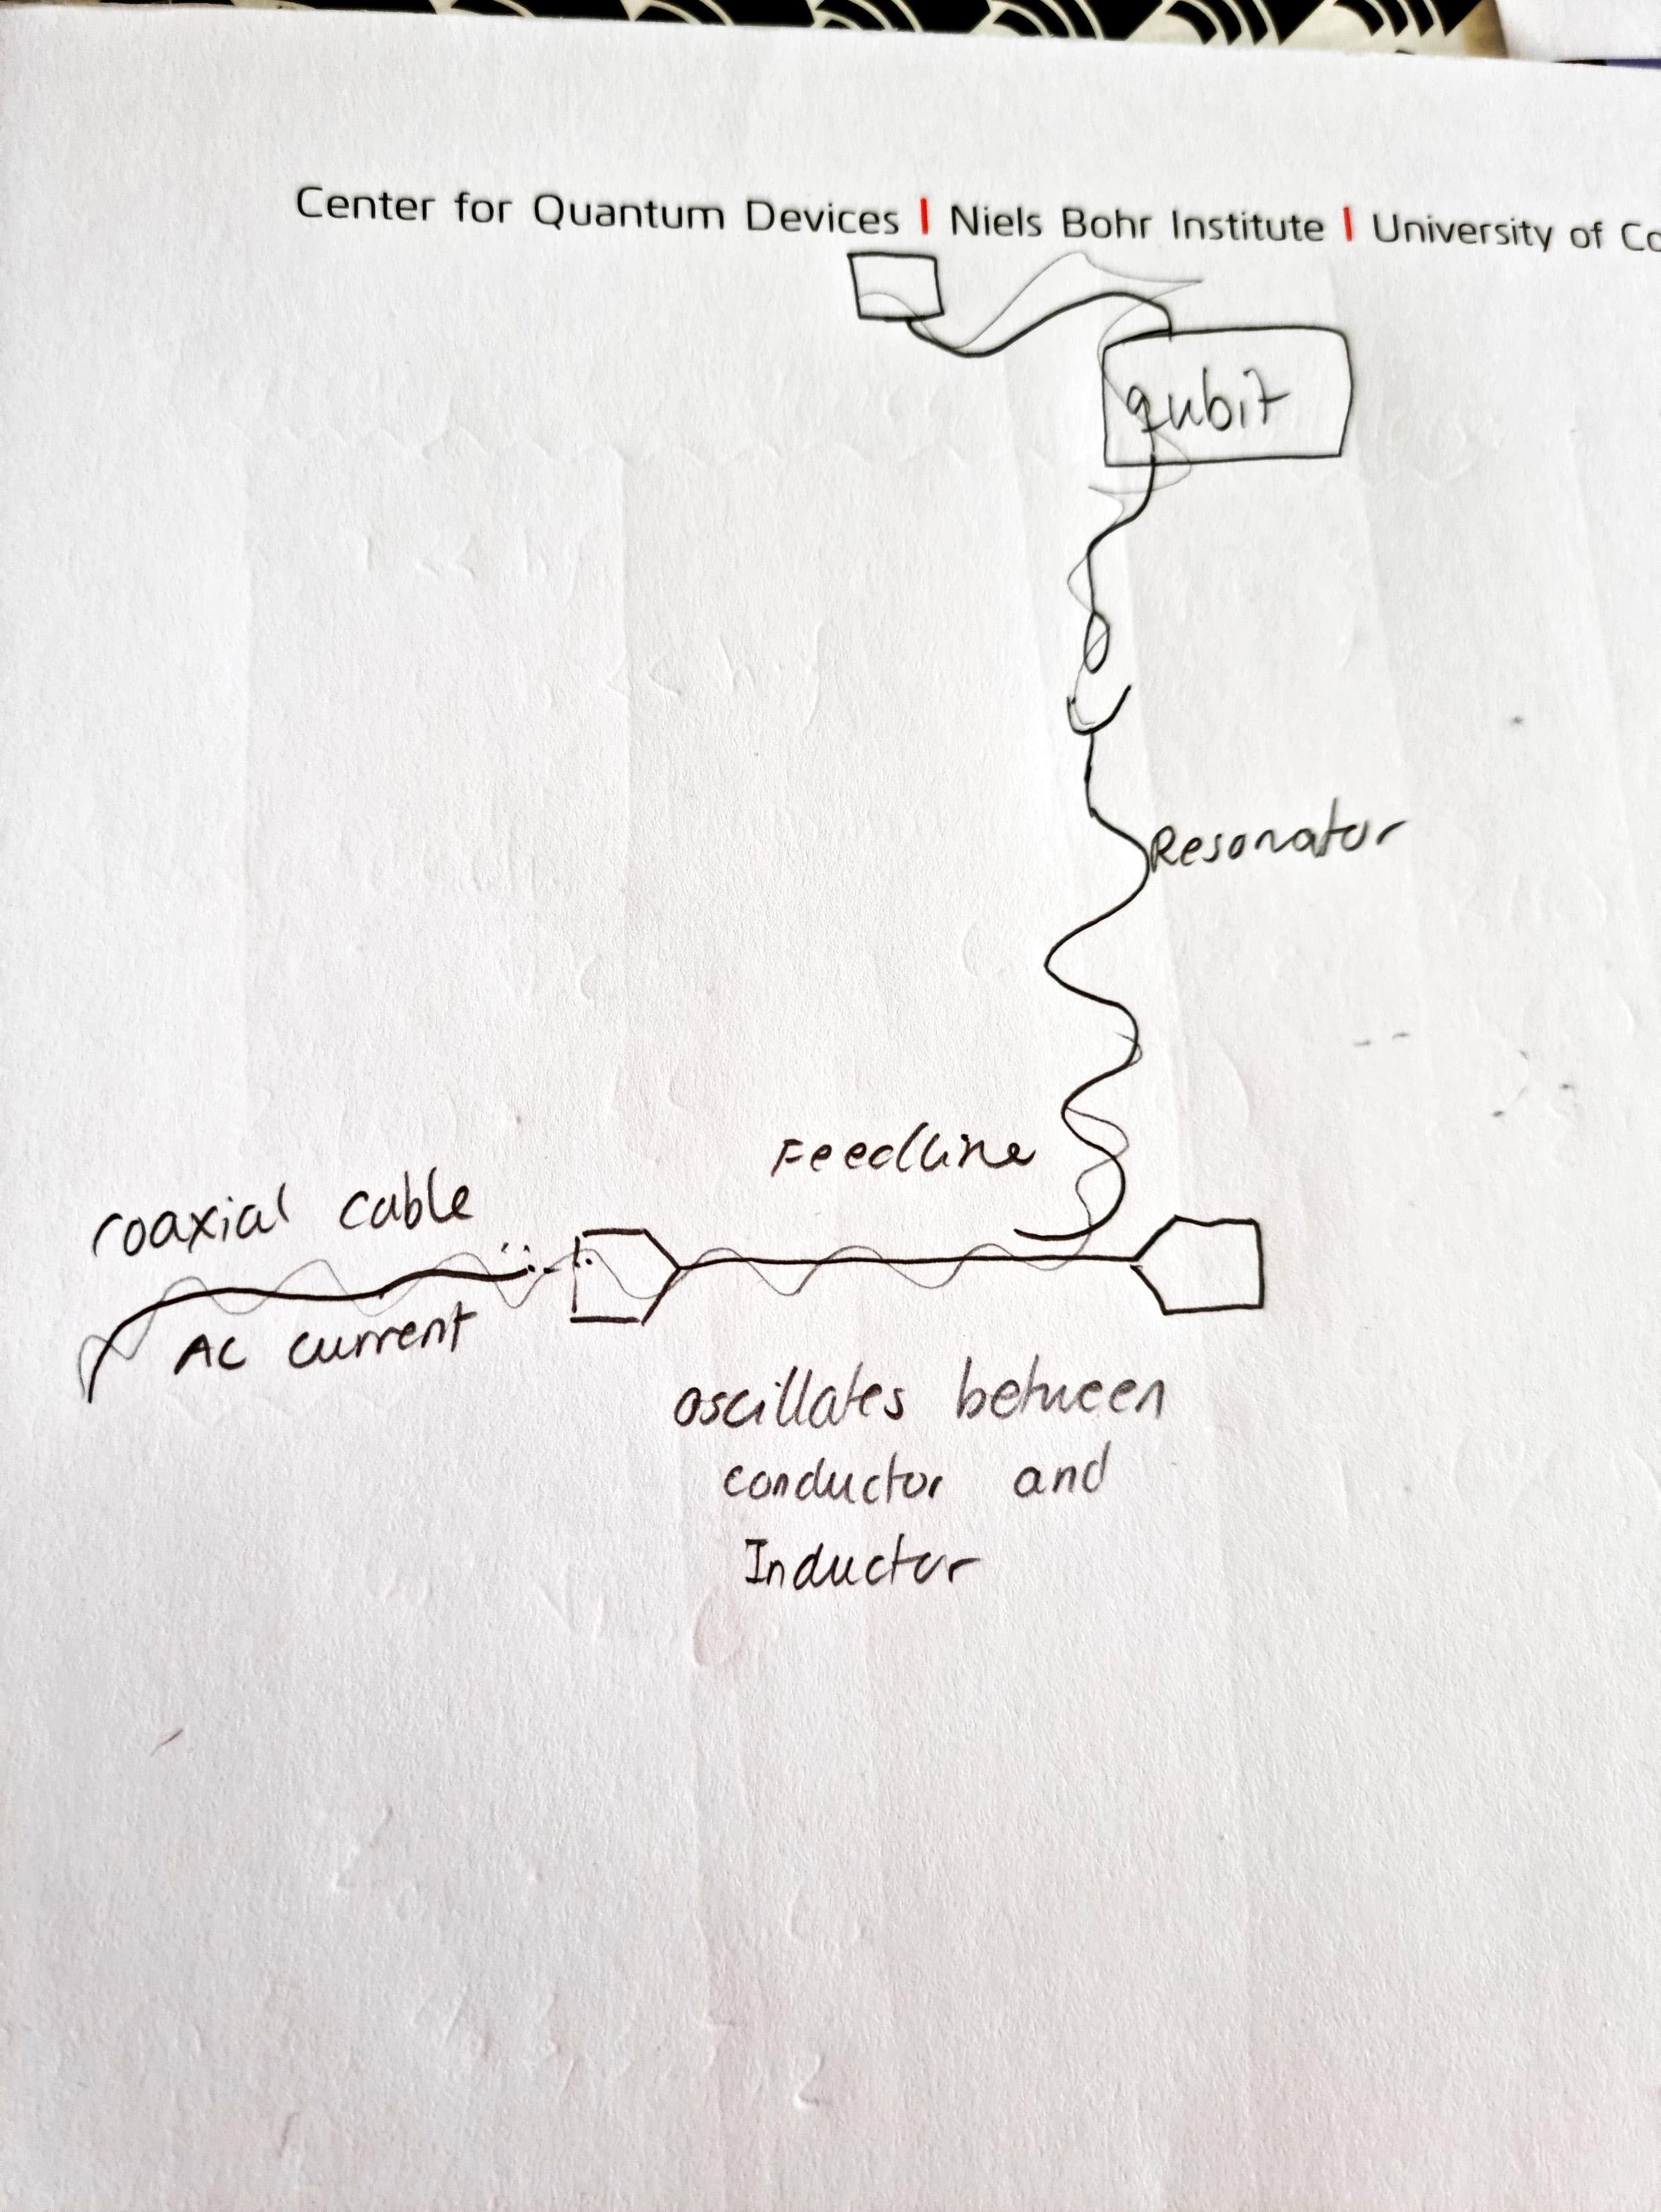 Center for Quantum Devices | Niels Bohr Institute | University of Co
qubit
Resonator
Feedline
coaxial cable
AC current
oscillates between
conductor and
Inductor